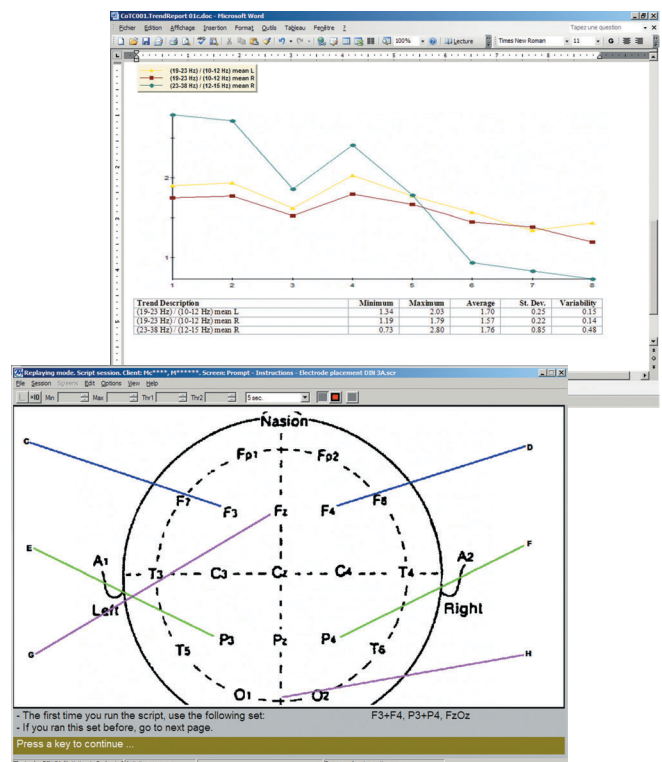 CoTC001.TrendReport 01c.doc - Microsoft Word
Fichier Edition Affichage Insertion Format Outils Tableau Fenêtre ? Tapez une question
100% Lecture Times New Roman 11 G
(19-23 Hz) / (10-12 Hz) mean L
(19-23 Hz) / (10-12 Hz) mean R
(23-38 Hz) / (12-15 Hz) mean R
2
1
1 2 3 4 5 6 7 8
Trend Description Minimum Maximum Average St. Dev. Variability
(19-23 Hz) / (10-12 Hz) mean L 1.34 2.03 1.70 0.25 0.15
(19-23 Hz) / (10-12 Hz) mean R 1.19 1.79 1.57 0.22 0.14
(23-38 Hz) / (12-15 Hz) mean R 0.73 2.80 1.76 0.85 0.48
Replaying mode. Script session. Client: Mc****, M******. Screen: Prompt - Instructions - Electrode placement OIN 3A.scr
File Session Screens Edit Options View Help
Min Max Thr1 Thr2 5 sec.
Nasion
C D
Fp1 Fp2
F7 F3 Fz F4 F8
E F
A1 A2
T3 C3 Cz C4 T4
Left Right
P3 Pz P4
T5 T6
G H
O1 O2
- The first time you run the script, use the following set: F3+F4, P3+P4, FzOz
- If you ran this set before, go to next page.
Press a key to continue ...